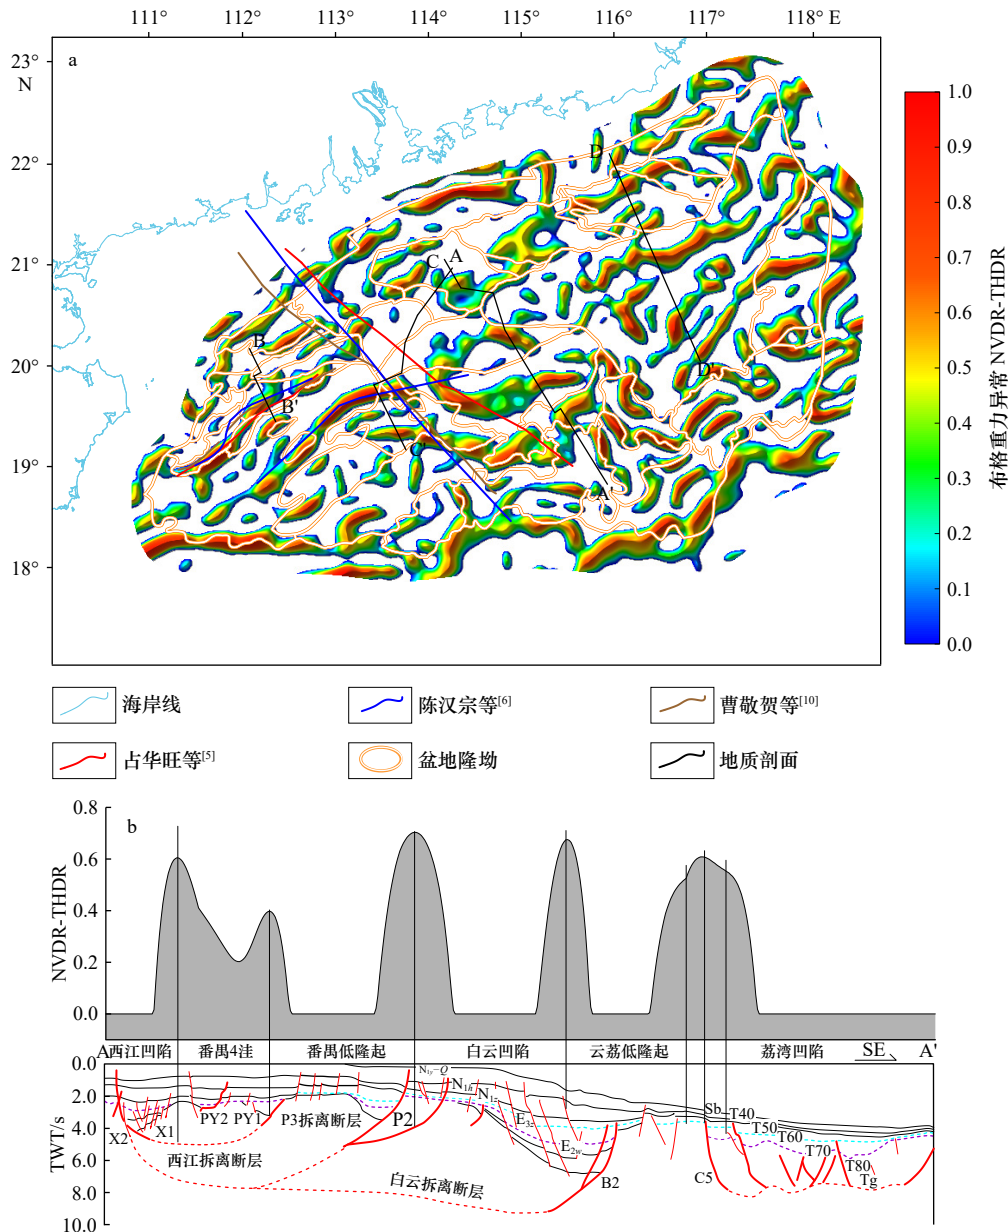 111° 112° 113° 114° 115° 116° 117° 118° E
23°
N
a
22°
21°
20°
19°
18°
D
C A
B
B'
D'
C'
A'
1.0
0.9
0.8
0.7
0.6
0.5
0.4
0.3
0.2
0.1
0.0
布格重力异常 NVDR-THDR
海岸线
陈汉宗等[6]
曹敬贺等[10]
占华旺等[5]
盆地隆坳
地质剖面
b
0.8
0.6
0.4
0.2
0.0
NVDR-THDR
A 西江凹陷 番禺4洼 番禺低隆起 白云凹陷 云荔低隆起 荔湾凹陷 SE A'
0.0
2.0
4.0
6.0
8.0
10.0
TWT/s
N1y−Q
N1h
N1z
E3z
E2w
X2 X1 PY2 PY1 P3拆离断层 P2
西江拆离断层
白云拆离断层
B2
C5
Sb
T40
T50
T60
T70
T80
Tg